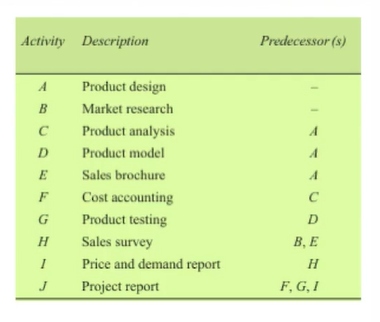 Activity Description Predecessor(s)
A Product design –
B Market research –
C Product analysis A
D Product model A
E Sales brochure A
F Cost accounting C
G Product testing D
H Sales survey B, E
I Price and demand report H
J Project report F, G, I